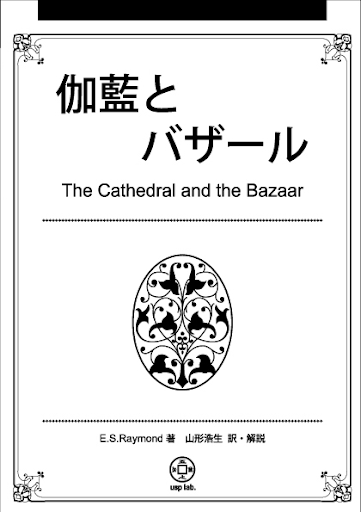 伽藍と
バザール
The Cathedral and the Bazaar
E.S.Raymond 著　山形浩生 訳・解説
usp lab.